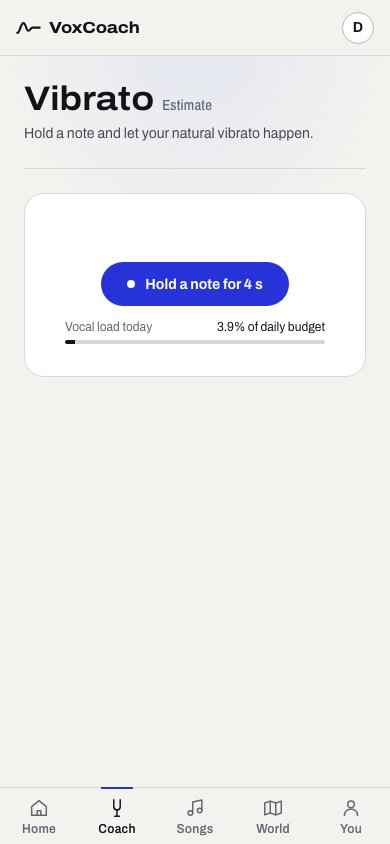 VoxCoach
D
Vibrato Estimate
Hold a note and let your natural vibrato happen.
Hold a note for 4 s
Vocal load today 3.9% of daily budget
Home Coach Songs World You